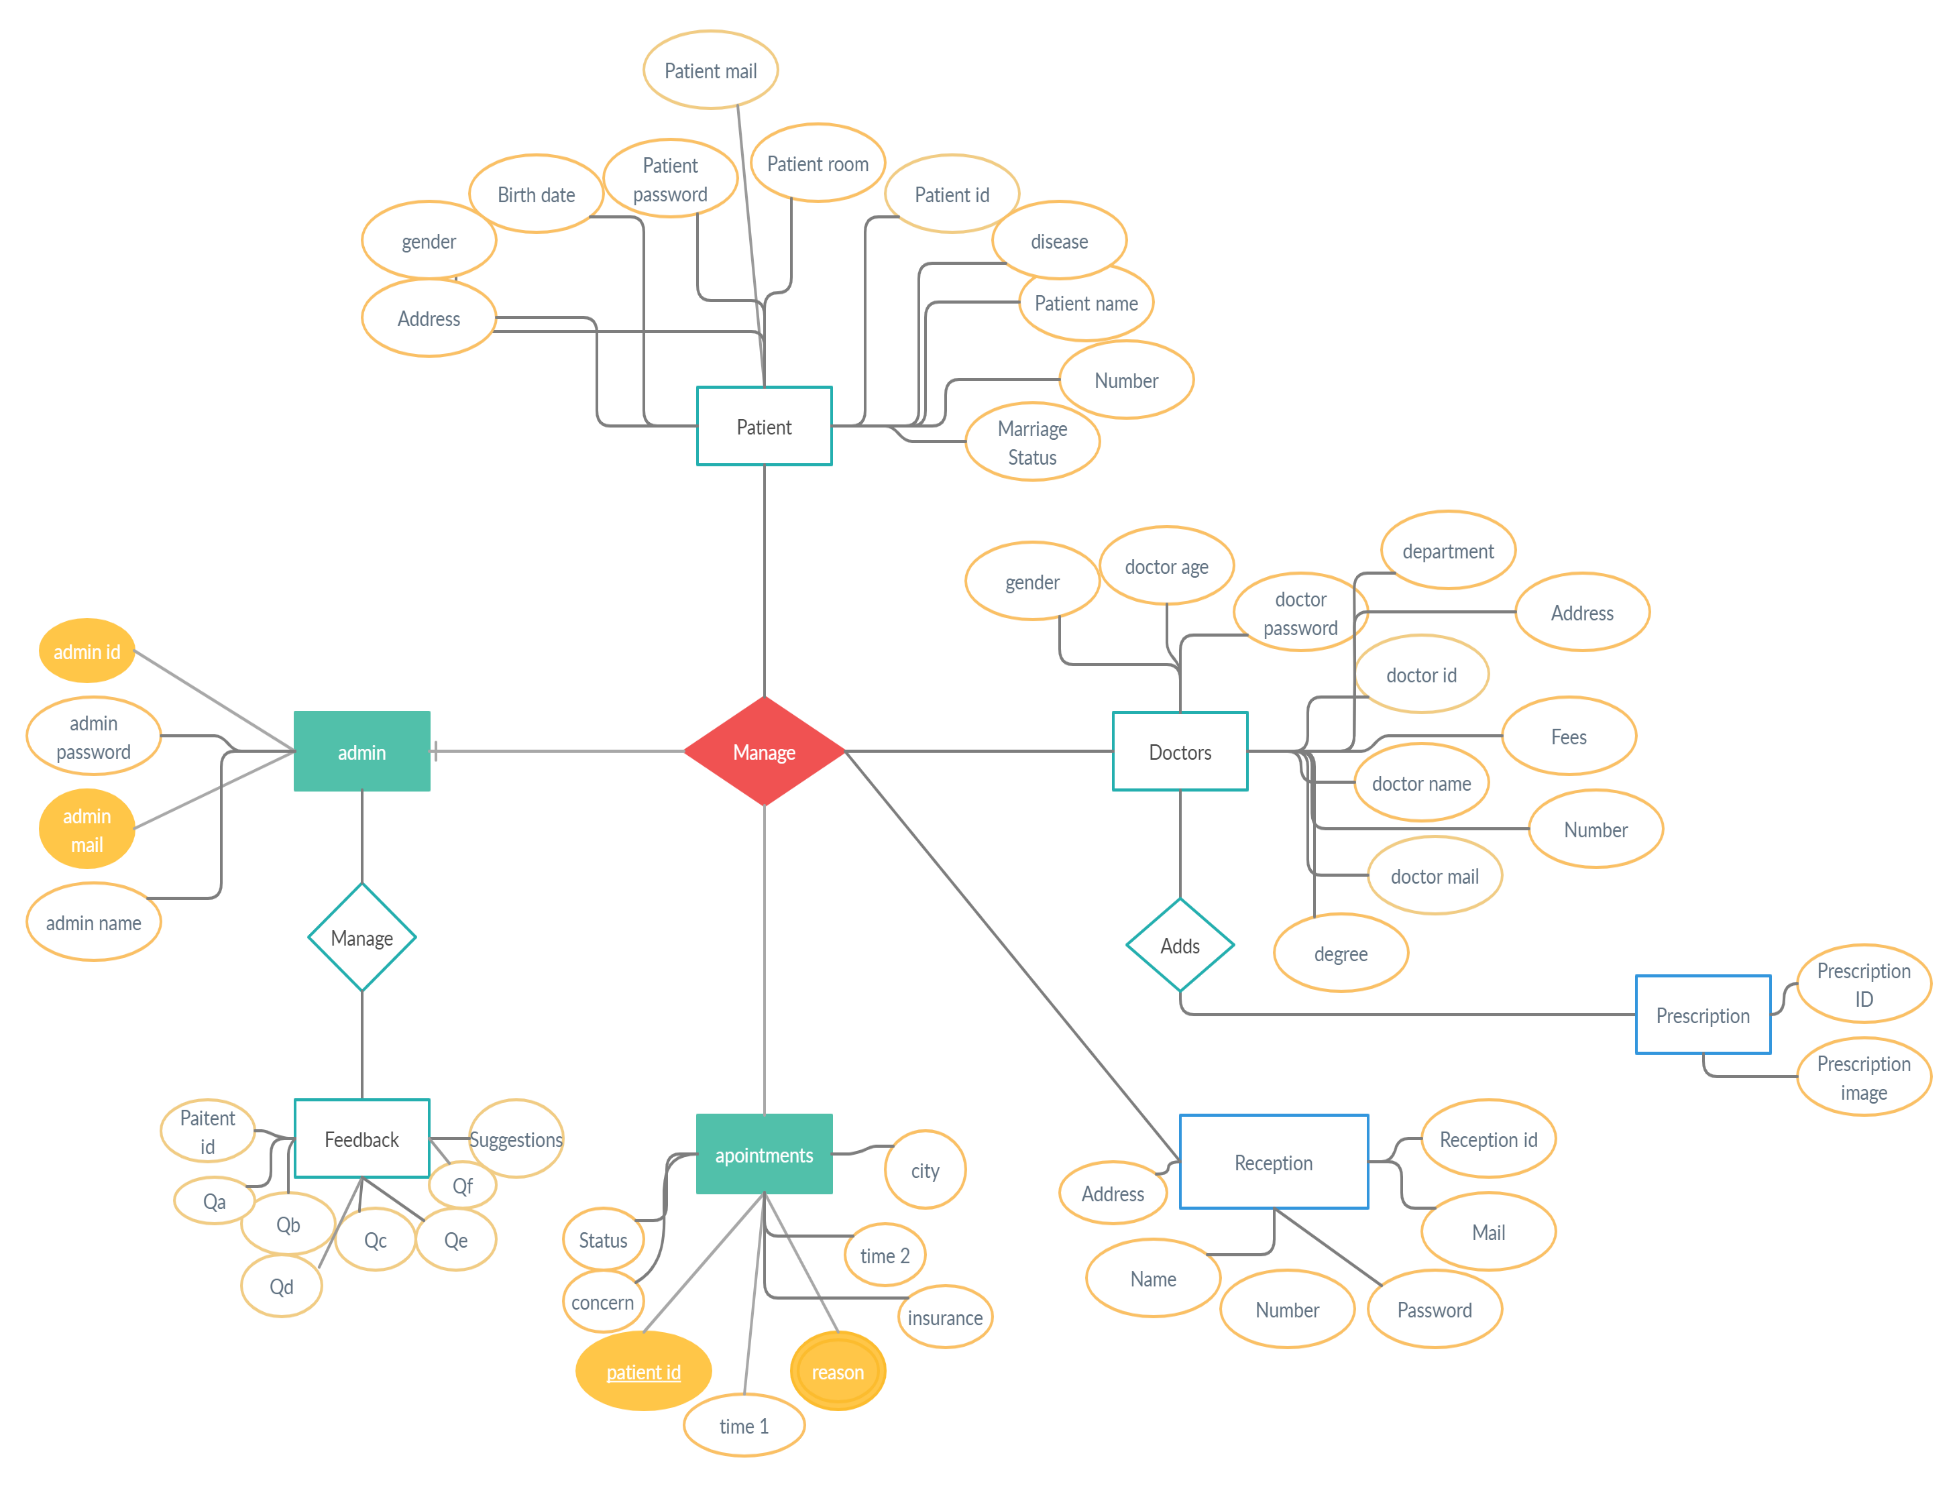 Patient mail
Patient
password
Patient room
Birth date
Patient id
gender
disease
Address
Patient name
Number
Patient
Marriage
Status
department
doctor age
gender
doctor
password
Address
admin id
doctor id
admin
password
Fees
admin
Manage
Doctors
doctor name
admin
mail
Number
doctor mail
admin name
Manage
Adds
degree
Prescription
ID
Prescription
Prescription
image
Paitent
id
Feedback
Suggestions
apointments
city
Reception
Reception id
Qf
Address
Qa
Qb
Qc
Qe
Status
time 2
Mail
Qd
Name
concern
insurance
Number
Password
patient id
reason
time 1